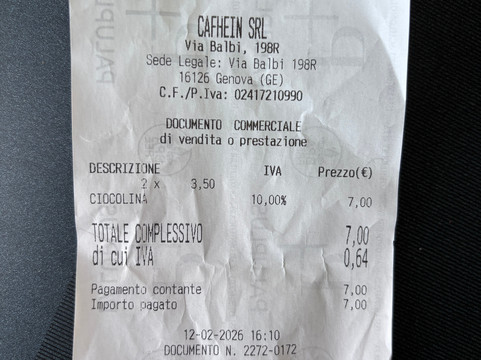 CAFHEIN SRL
Via Balbi, 198R
Sede Legale: Via Balbi 198R
16126 Genova (GE)
C.F./P.Iva: 02417210990
DOCUMENTO COMMERCIALE
di vendita o prestazione
DESCRIZIONE IVA Prezzo(€)
2 x 3,50
CIOCOLINA 10,00% 7,00
TOTALE COMPLESSIVO 7,00
di cui IVA 0,64
Pagamento contante 7,00
Importo pagato 7,00
12-02-2026 16:10
DOCUMENTO N. 2272-0172